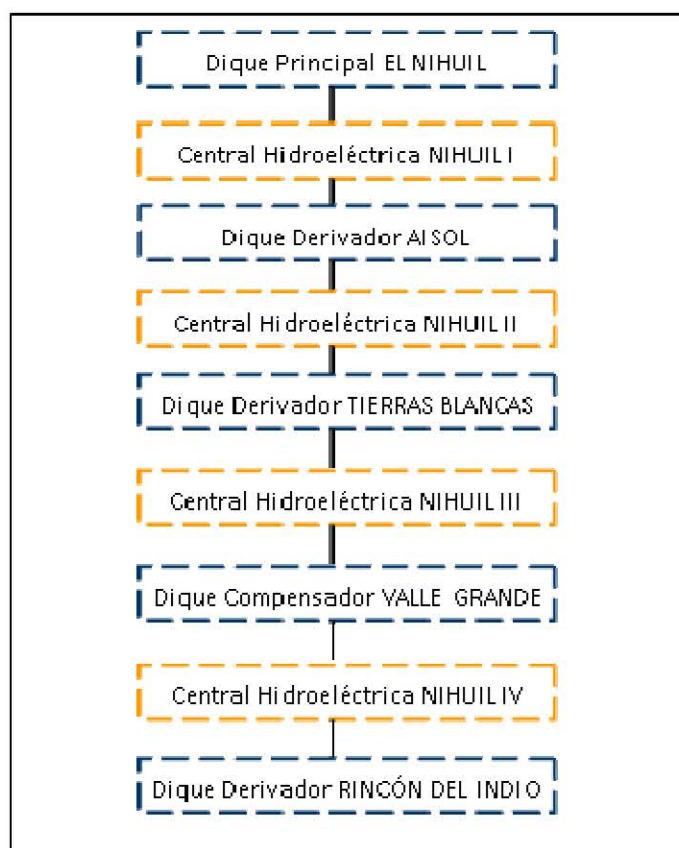 Dique Principal EL NIHUIL
Central Hidroeléctrica NIHUIL I
Dique Derivador AISOL
Central Hidroeléctrica NIHUIL II
Dique Derivador TIERRAS BLANCAS
Central Hidroeléctrica NIHUIL III
Dique Compensador VALLE GRANDE
Central Hidroeléctrica NIHUIL IV
Dique Derivador RINCÓN DEL INDIO